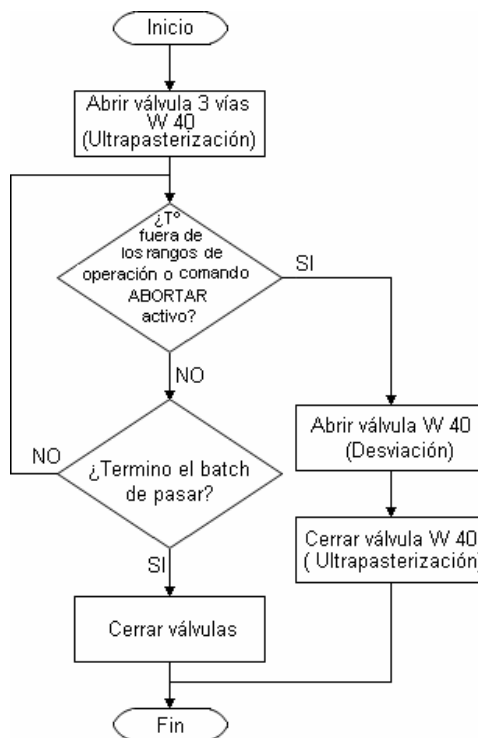 Inicio
Abrir válvula 3 vías
W 40
(Ultrapasterización)
¿Tº
fuera de
los rangos de
operación o comando
ABORTAR
activo?
SI
NO
Abrir válvula W 40
(Desviación)
NO
¿Termino el batch
de pasar?
Cerrar válvula W 40
( Ultrapasterización)
SI
Cerrar válvulas
Fin